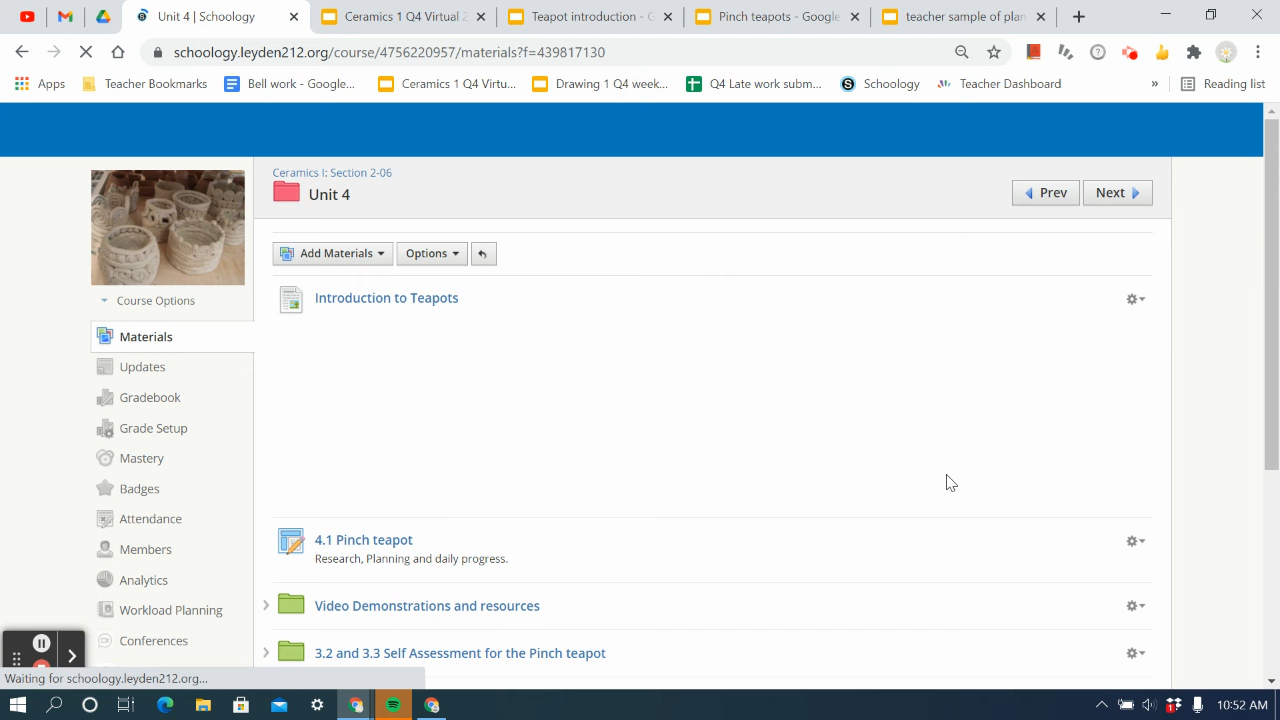 Unit 4 | Schoology
Ceramics 1 Q4 Virtual 2
Teapot introduction - G
Pinch teapots - Google
teacher sample of plan
schoology.leyden212.org/course/4756220957/materials?f=439817130
Apps
Teacher Bookmarks
Bell work - Google...
Ceramics 1 Q4 Virtu...
Drawing 1 Q4 week...
Q4 Late work subm...
Schoology
Teacher Dashboard
»
Reading list
Ceramics I: Section 2-06
Unit 4
Prev
Next
Add Materials
Options
Course Options
Introduction to Teapots
Materials
Updates
Gradebook
Grade Setup
Mastery
Badges
Attendance
Members
Analytics
Workload Planning
Conferences
4.1 Pinch teapot
Research, Planning and daily progress.
Video Demonstrations and resources
3.2 and 3.3 Self Assessment for the Pinch teapot
Waiting for schoology.leyden212.org...
10:52 AM